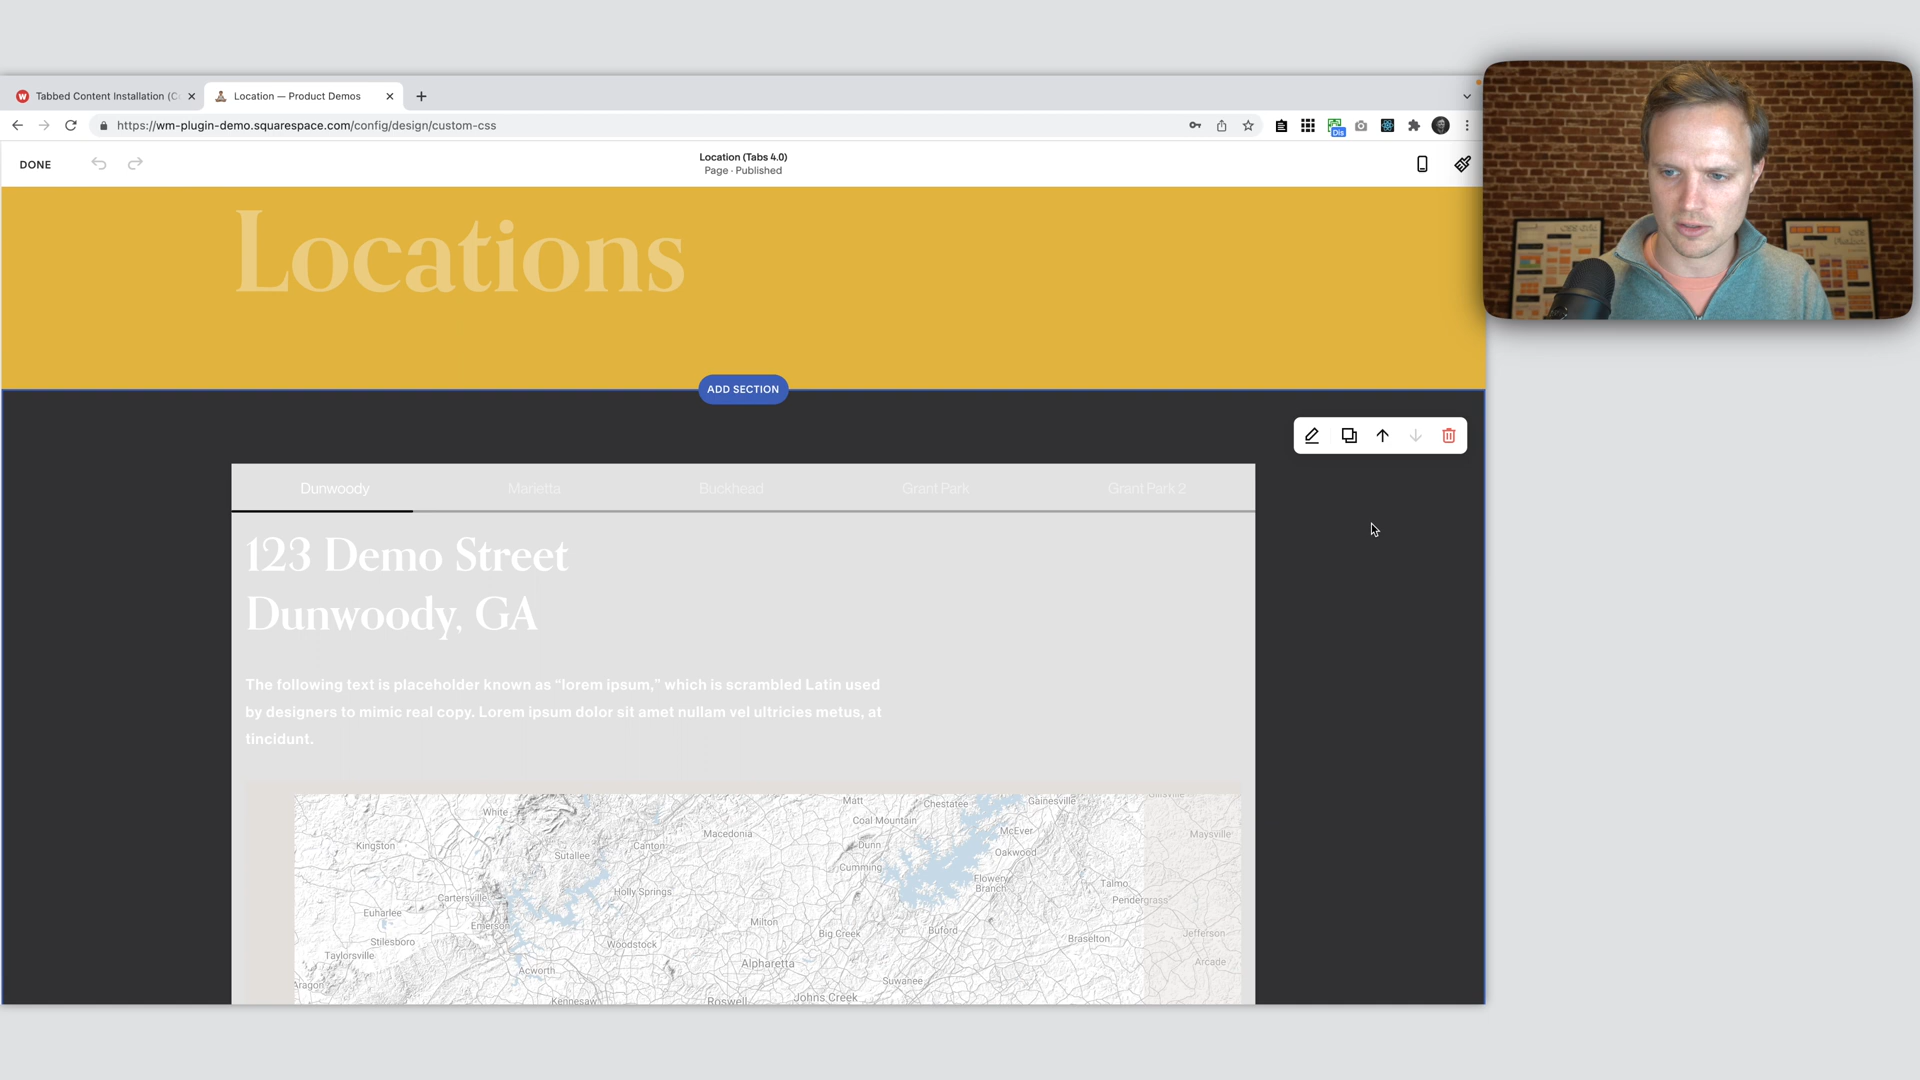 Tabbed Content Installation (C
Location — Product Demos
https://wm-plugin-demo.squarespace.com/config/design/custom-css
Dis
DONE
Location (Tabs 4.0)
Page · Published
Locations
ADD SECTION
Dunwoody
Marietta
Buckhead
Grant Park
Grant Park 2
123 Demo Street
Dunwoody, GA
The following text is placeholder known as “lorem ipsum,” which is scrambled Latin used
by designers to mimic real copy. Lorem ipsum dolor sit amet nullam vel ultricies metus, at
tincidunt.
Matt
Chestatee
Gainesville
White
Coal Mountain
McEver
Macedonia
Kingston
Canton
Dunn
Oakwood
Maysville
Sutallee
Cumming
Holly Springs
Flowery
Branch
Talmo
Cartersville
Pendergrass
Euharlee
Milton
Emerson
Big Creek
Buford
Jefferson
Stilesboro
Woodstock
Braselton
Taylorsville
Alpharetta
Arcade
Acworth
Suwanee
Aragon
Kennesaw
Roswell
Johns Creek